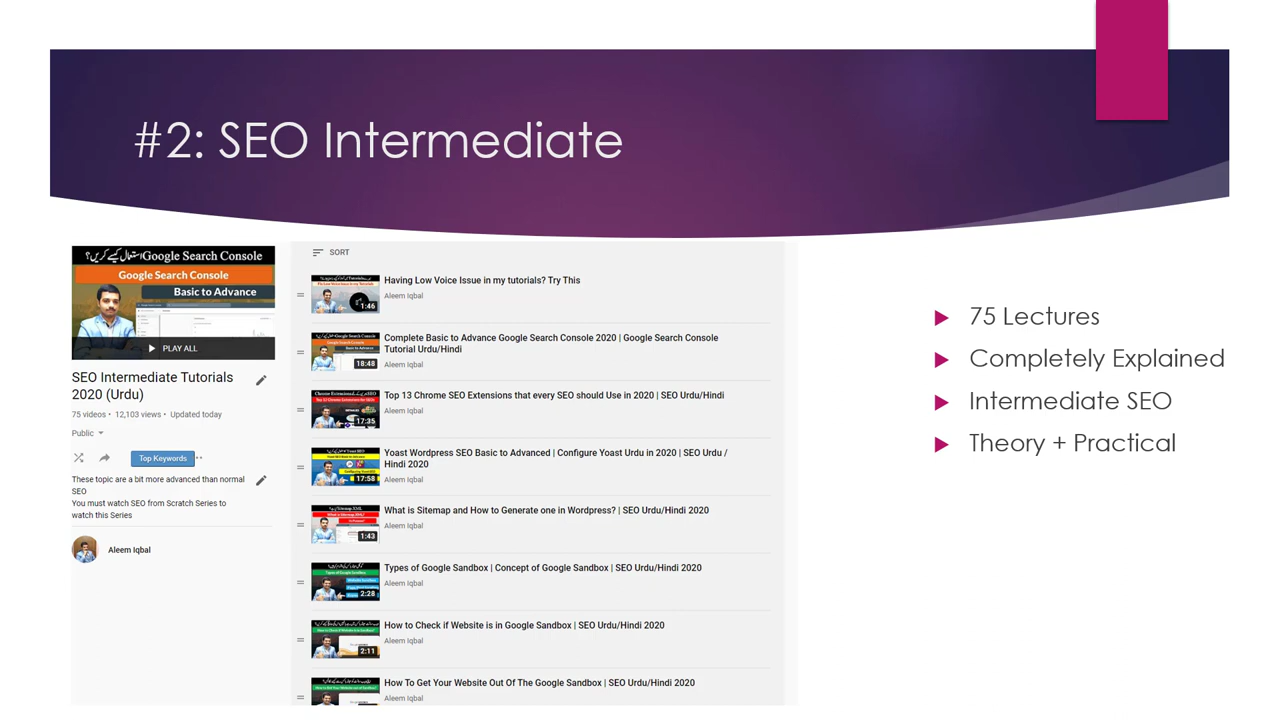 #2: SEO Intermediate
Google Search Console استعمال کیسے کریں؟
Google Search Console
Basic to Advance
PLAY ALL
SEO Intermediate Tutorials
2020 (Urdu)
75 videos • 12,103 views • Updated today
Public
Top Keywords
These topic are a bit more advanced than normal
SEO
You must watch SEO from Scratch Series to
watch this Series
Aleem Iqbal
SORT
Having Low Voice Issue in my tutorials? Try This
Aleem Iqbal
1:46
Complete Basic to Advance Google Search Console 2020 | Google Search Console
Tutorial Urdu/Hindi
Aleem Iqbal
18:48
Top 13 Chrome SEO Extensions that every SEO should Use in 2020 | SEO Urdu/Hindi
Aleem Iqbal
17:35
Yoast Wordpress SEO Basic to Advanced | Configure Yoast Urdu in 2020 | SEO Urdu /
Hindi 2020
Aleem Iqbal
17:58
What is Sitemap and How to Generate one in Wordpress? | SEO Urdu/Hindi 2020
Aleem Iqbal
1:43
Types of Google Sandbox | Concept of Google Sandbox | SEO Urdu/Hindi 2020
Aleem Iqbal
2:28
How to Check if Website is in Google Sandbox | SEO Urdu/Hindi 2020
Aleem Iqbal
2:11
How To Get Your Website Out Of The Google Sandbox | SEO Urdu/Hindi 2020
Aleem Iqbal
75 Lectures
Completely Explained
Intermediate SEO
Theory + Practical